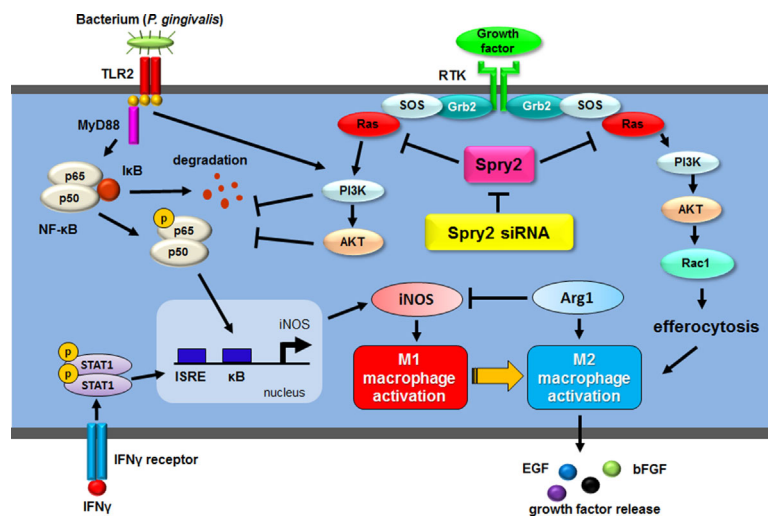 Bacterium (P. gingivalis)
TLR2
MyD88
p65
p50
IκB
NF-κB
degradation
p
p65
p50
Growth
factor
RTK
SOS
Grb2
Grb2
SOS
Ras
Ras
Spry2
Spry2 siRNA
PI3K
AKT
PI3K
AKT
Rac1
efferocytosis
iNOS
Arg1
iNOS
ISRE
κB
nucleus
p
STAT1
p
STAT1
IFNγ receptor
IFNγ
M1
macrophage
activation
M2
macrophage
activation
EGF
bFGF
growth factor release